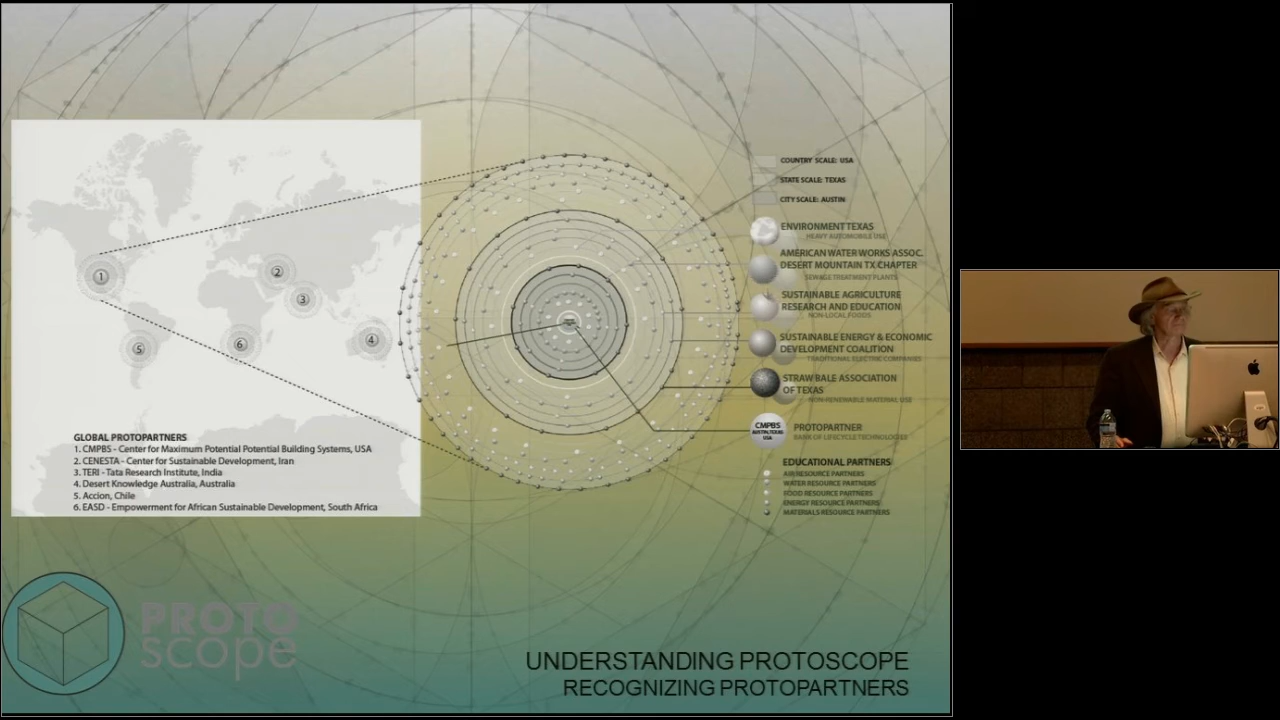 COUNTRY SCALE: USA
STATE SCALE: TEXAS
CITY SCALE: AUSTIN
ENVIRONMENT TEXAS
HEAVY AUTOMOBILE USE
AMERICAN WATER WORKS ASSOC.
DESERT MOUNTAIN TX CHAPTER
SEWAGE TREATMENT PLANTS
SUSTAINABLE AGRICULTURE
RESEARCH AND EDUCATION
NON-LOCAL FOODS
SUSTAINABLE ENERGY & ECONOMIC
DEVELOPMENT COALITION
TRADITIONAL ELECTRIC COMPANIES
STRAW BALE ASSOCIATION
OF TEXAS
NON-RENEWABLE MATERIAL USE
CMPBS
AUSTIN, TEXAS
USA
PROTOPARTNER
BANK OF LIFECYCLE TECHNOLOGIES
EDUCATIONAL PARTNERS
AIR RESOURCE PARTNERS
WATER RESOURCE PARTNERS
FOOD RESOURCE PARTNERS
ENERGY RESOURCE PARTNERS
MATERIALS RESOURCE PARTNERS
1
2
3
4
5
6
GLOBAL PROTOPARTNERS
1. CMPBS - Center for Maximum Potential Potential Building Systems, USA
2. CENESTA - Center for Sustainable Development, Iran
3. TERI - Tata Research Institute, India
4. Desert Knowledge Australia, Australia
5. Accion, Chile
6. EASD - Empowerment for African Sustainable Development, South Africa
PROTO
scope
UNDERSTANDING PROTOSCOPE
RECOGNIZING PROTOPARTNERS